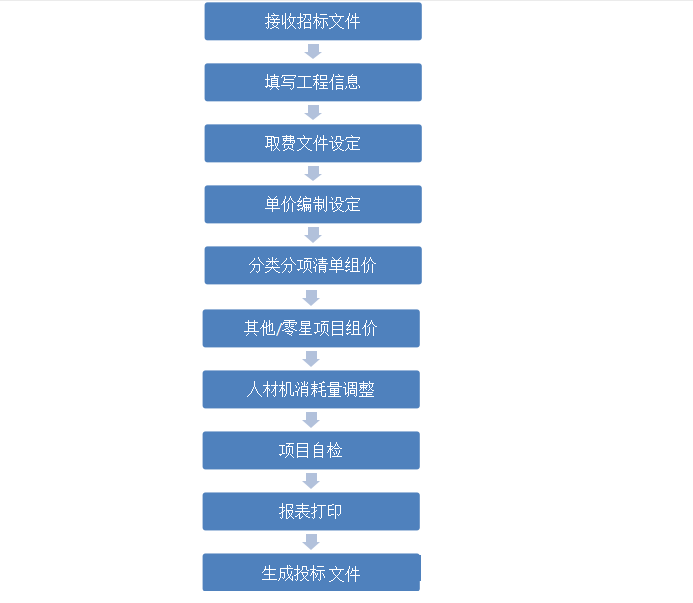 接收招标文件
填写工程信息
取费文件设定
单价编制设定
分类分项清单组价
其他/零星项目组价
人材机消耗量调整
项目自检
报表打印
生成投标文件